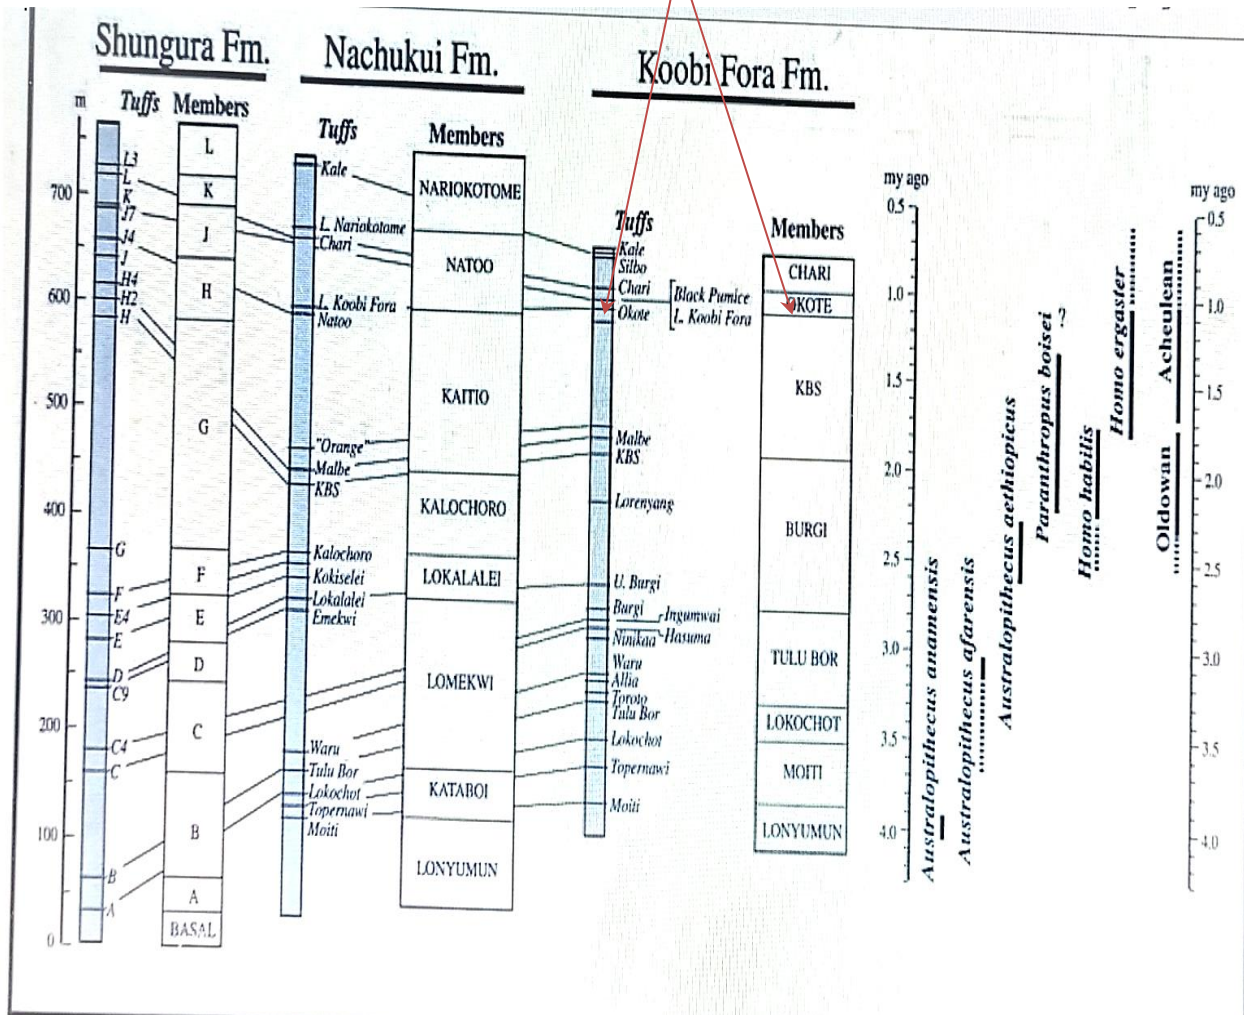 Shungura Fm.
Nachukui Fm.
Koobi Fora Fm.
m
Tuffs
Members
700
600
500
400
300
200
100
0
L3
L
K
J7
J4
J
H4
H2
H
G
F
E4
E
D
C9
C4
C
B
A
L
K
J
H
G
F
E
D
C
B
A
BASAL
Tuffs
Members
Kale
L. Nariokotome
Chari
L. Koobi Fora
Natoo
"Orange"
Malbe
KBS
Kalochoro
Kokiselei
Lokalalei
Emekwi
Waru
Tulu Bor
Lokochot
Topernawi
Moiti
NARIOKOTOME
NATOO
KAITIO
KALOCHORO
LOKALALEI
LOMEKWI
KATABOI
LONYUMUN
Tuffs
Members
Kale
Silbo
Chari
Black Pumice
Okote
L. Koobi Fora
Malbe
KBS
Lorenyang
U. Burgi
Burgi
Ingumwai
Ninikaa
Hasuma
Waru
Allia
Toroto
Tulu Bor
Lokochot
Topernawi
Moiti
CHARI
OKOTE
KBS
BURGI
TULU BOR
LOKOCHOT
MOITI
LONYUMUN
my ago
0.5
1.0
1.5
2.0
2.5
3.0
3.5
4.0
Australopithecus anamensis
Australopithecus afarensis
Australopithecus aethiopicus
Paranthropus boisei ?
Homo habilis
Homo ergaster
Oldowan
Acheulean
my ago
0.5
1.0
1.5
2.0
2.5
3.0
3.5
4.0